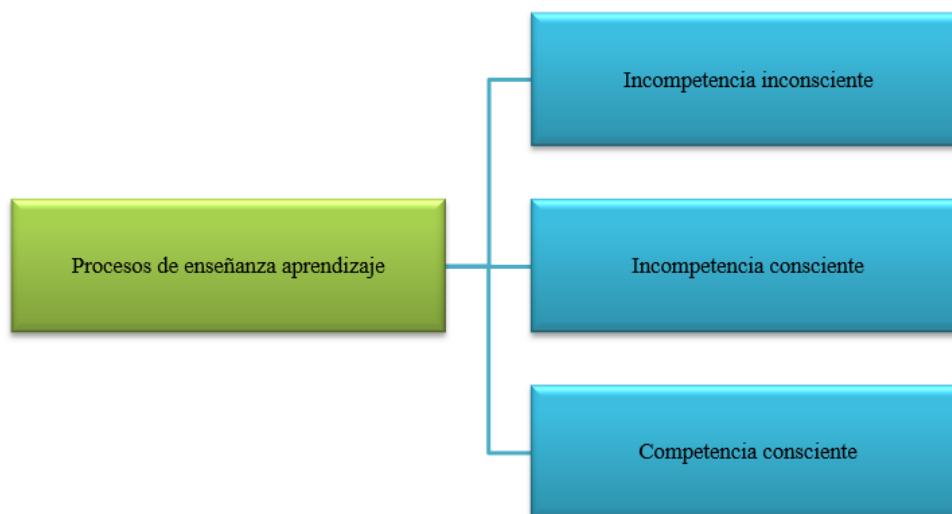 Incompetencia inconsciente
Procesos de enseñanza aprendizaje
Incompetencia consciente
Competencia consciente